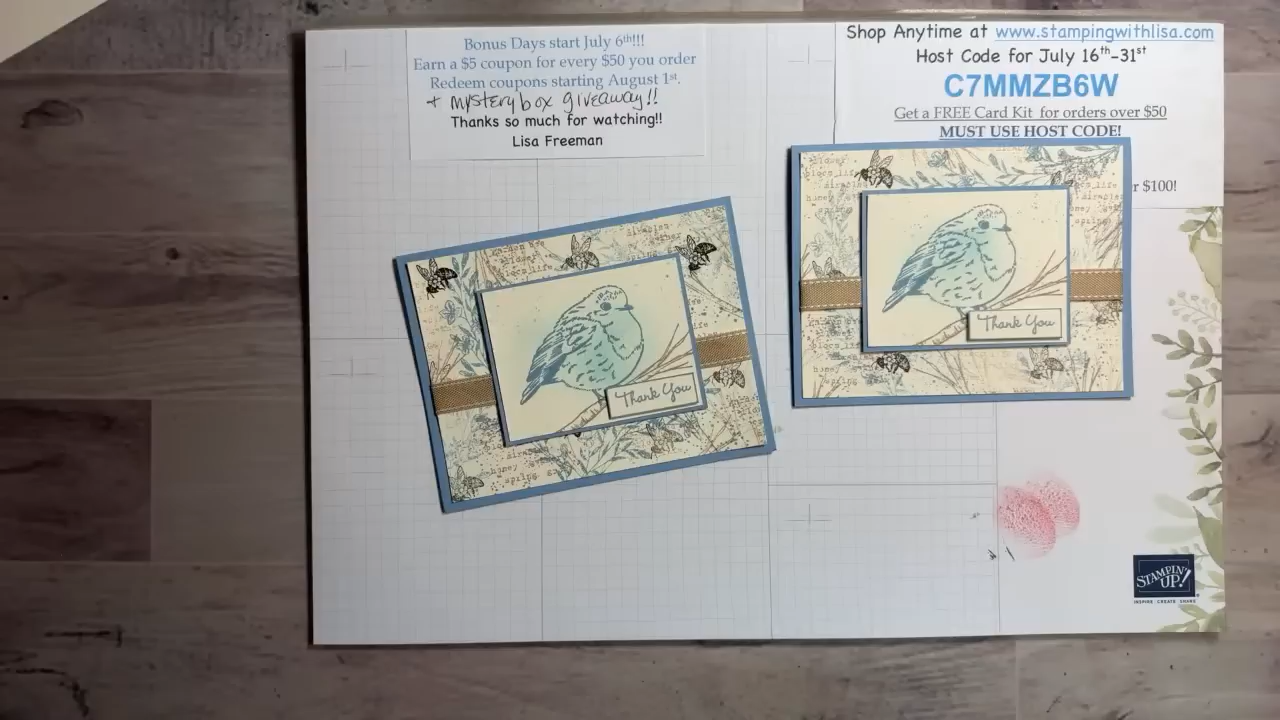 Bonus Days start July 6th!!!
Earn a $5 coupon for every $50 you order
Redeem coupons starting August 1st.
+ mystery box giveaway!!
Thanks so much for watching!!
Lisa Freeman
Shop Anytime at www.stampingwithlisa.com
Host Code for July 16th-31st
C7MMZB6W
Get a FREE Card Kit for orders over $50
MUST USE HOST CODE!
r $100!
Thank You
Thank You
STAMPIN' UP!
INSPIRE · CREATE · SHARE